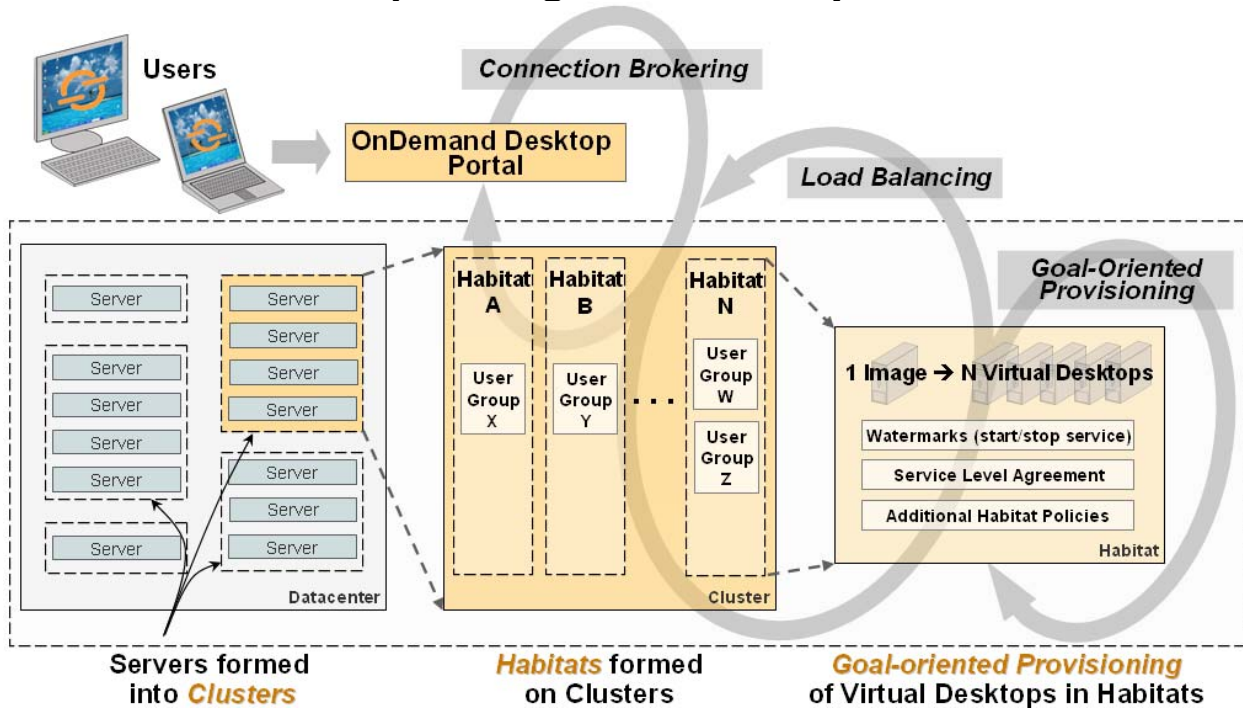 Users
Connection Brokering
OnDemand Desktop
Portal
Load Balancing
Goal-Oriented
Provisioning
Server
Server
Server
Server
Server
Server
Server
Server
Server
Server
Server
Server
Server
Datacenter
Habitat
A
User
Group
X
Habitat
B
User
Group
Y
. . . .
Habitat
N
User
Group
W
User
Group
Z
Cluster
1 Image → N Virtual Desktops
Watermarks (start/stop service)
Service Level Agreement
Additional Habitat Policies
Habitat
Servers formed
into Clusters
Habitats formed
on Clusters
Goal-oriented Provisioning
of Virtual Desktops in Habitats